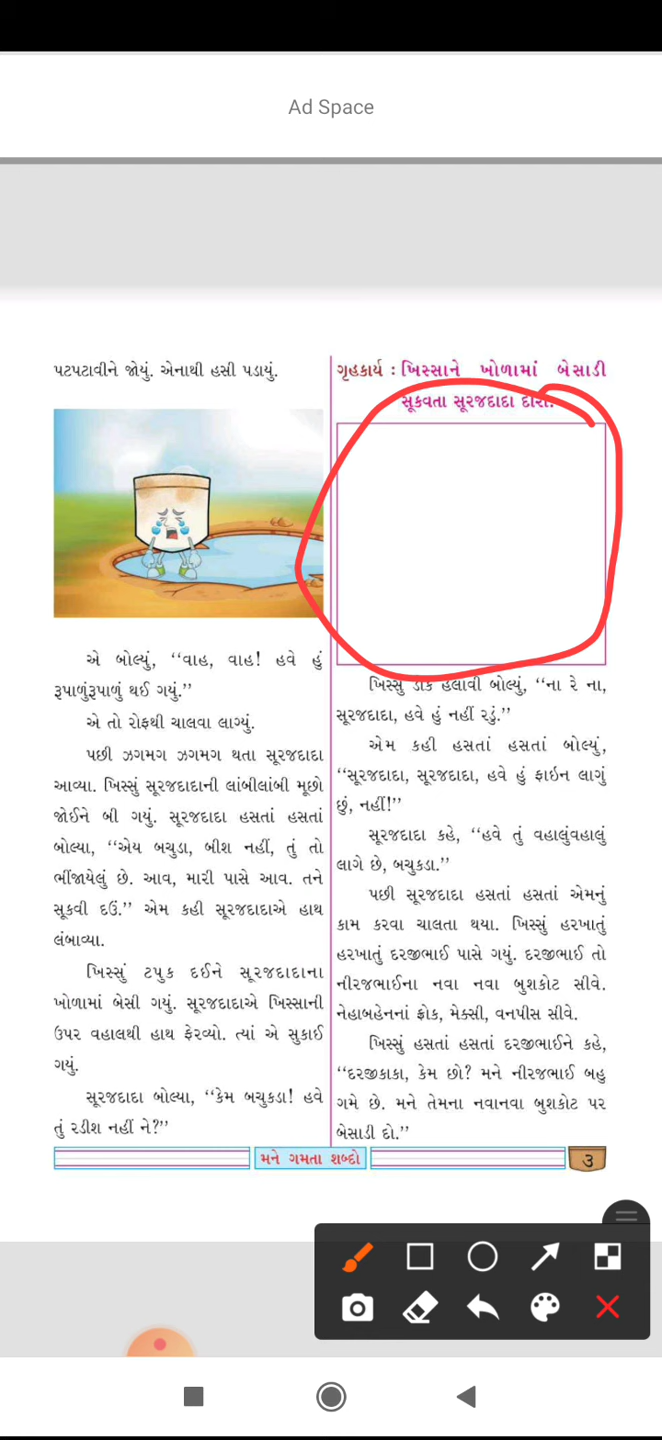 Ad Space
પટપટાવીને જોયું. એનાથી હસી પડાયું.
એ બોલ્યું, “વાહ, વાહ! હવે હું
રૂપાળુંરૂપાળું થઈ ગયું.”
એ તો રોફથી ચાલવા લાગ્યું.
પછી ઝગમગ ઝગમગ થતા સૂરજદાદા
આવ્યા. ખિસ્સું સૂરજદાદાની લાંબીલાંબી મૂછો
જોઈને બી ગયું. સૂરજદાદા હસતાં હસતાં
બોલ્યા, “એય બચુડા, બીશ નહીં, તું તો
ભીંજાયેલું છે. આવ, મારી પાસે આવ. તને
સૂકવી દઉં.” એમ કહી સૂરજદાદાએ હાથ
લંબાવ્યા.
ખિસ્સું ટપુક દઈને સૂરજદાદાના
ખોળામાં બેસી ગયું. સૂરજદાદાએ ખિસ્સાની
ઉપર વહાલથી હાથ ફેરવ્યો. ત્યાં એ સુકાઈ
ગયું.
સૂરજદાદા બોલ્યા, “કેમ બચુકડા! હવે
તું રડીશ નહીં ને?”
ગૃહકાર્ય : ખિસ્સાને ખોળામાં બેસાડી
સૂકવતા સૂરજદાદા દોરો.
ખિસ્સું ડોક હલાવી બોલ્યું, “ના રે ના,
સૂરજદાદા, હવે હું નહીં રડું.”
એમ કહી હસતાં હસતાં બોલ્યું,
“સૂરજદાદા, સૂરજદાદા, હવે હું ફાઇન લાગું
છું, નહીં!”
સૂરજદાદા કહે, “હવે તું વહાલુંવહાલું
લાગે છે, બચુકડા.”
પછી સૂરજદાદા હસતાં હસતાં એમનું
કામ કરવા ચાલતા થયા. ખિસ્સું હરખાતું
હરખાતું દરજીભાઈ પાસે ગયું. દરજીભાઈ તો
નીરજભાઈના નવા નવા બુશકોટ સીવે.
નેહાબહેનનાં ફ્રોક, મેક્સી, વનપીસ સીવે.
ખિસ્સું હસતાં હસતાં દરજીભાઈને કહે,
“દરજીકાકા, કેમ છો? મને નીરજભાઈ બહુ
ગમે છે. મને તેમના નવાનવા બુશકોટ પર
બેસાડી દો.”
મને ગમતા શબ્દો
૩